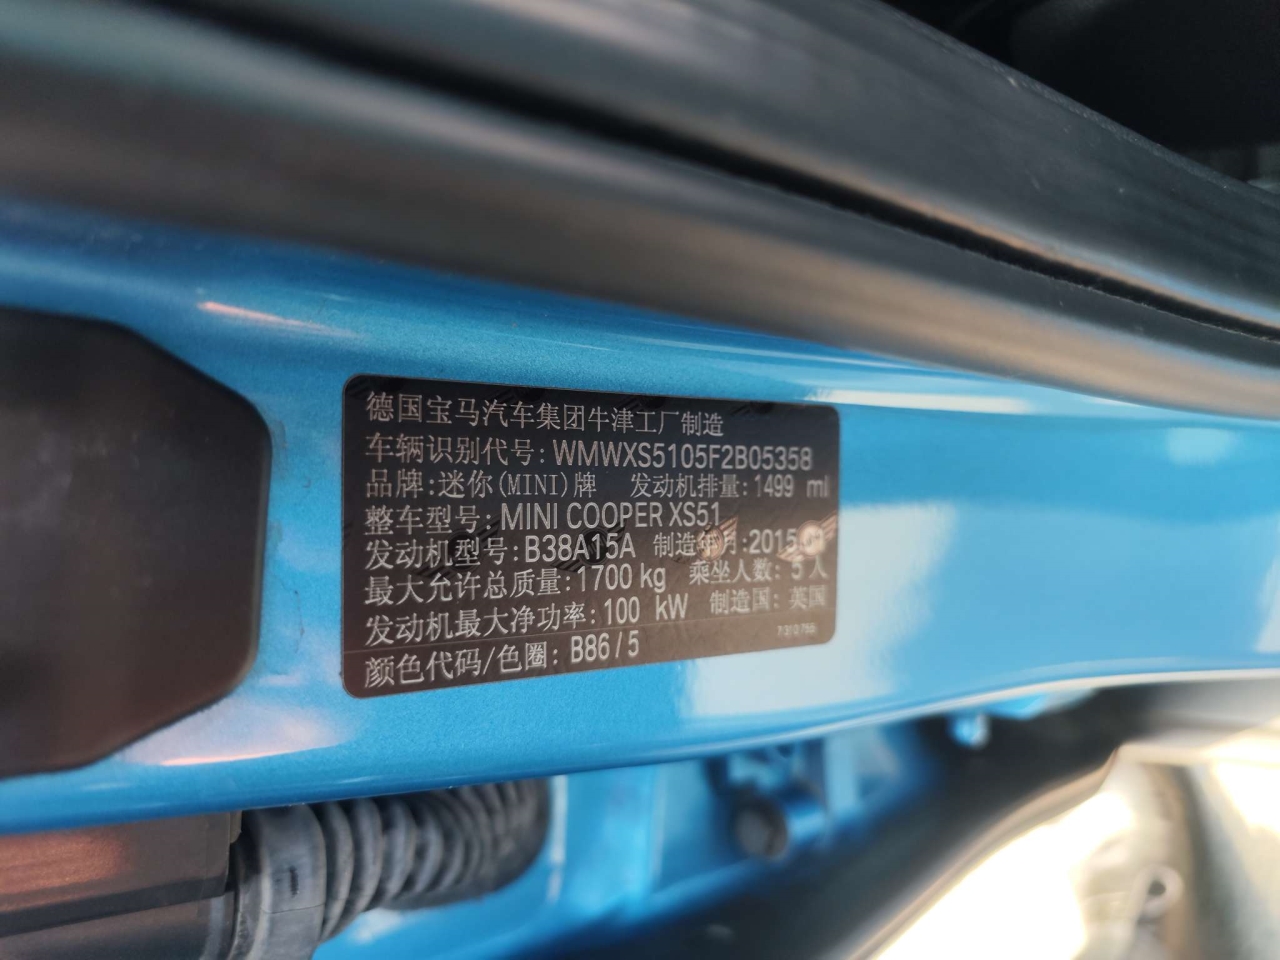 德国宝马汽车集团牛津工厂制造
车辆识别代号: WMWXS5105F2B05358
品牌:迷你(MINI)牌 发动机排量:1499 ml
整车型号: MINI COOPER XS51
发动机型号:B38A15A 制造年月:2015
最大允许总质量:1700 kg 乘坐人数: 5 人
发动机最大净功率:100 kW 制造国: 英国
颜色代码/色圈: B86 / 5